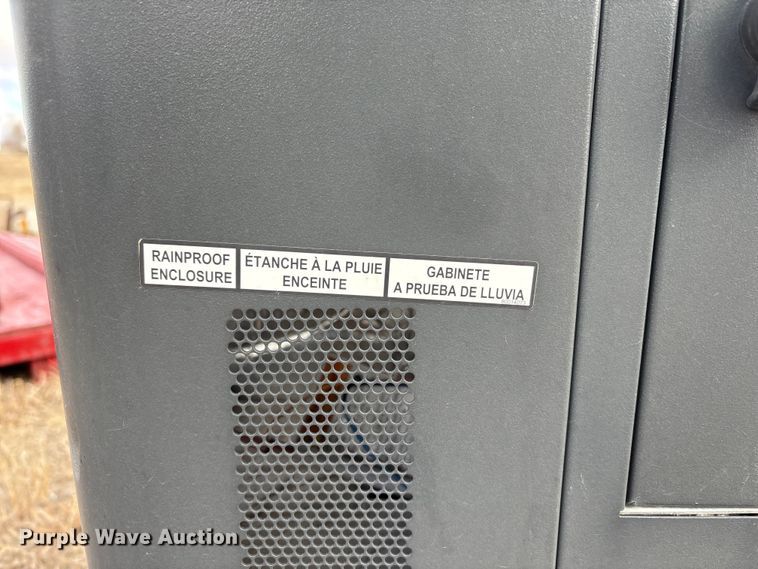 RAINPROOF
ENCLOSURE
ÉTANCHE À LA PLUIE
ENCEINTE
GABINETE
A PRUEBA DE LLUVIA
Purple Wave Auction